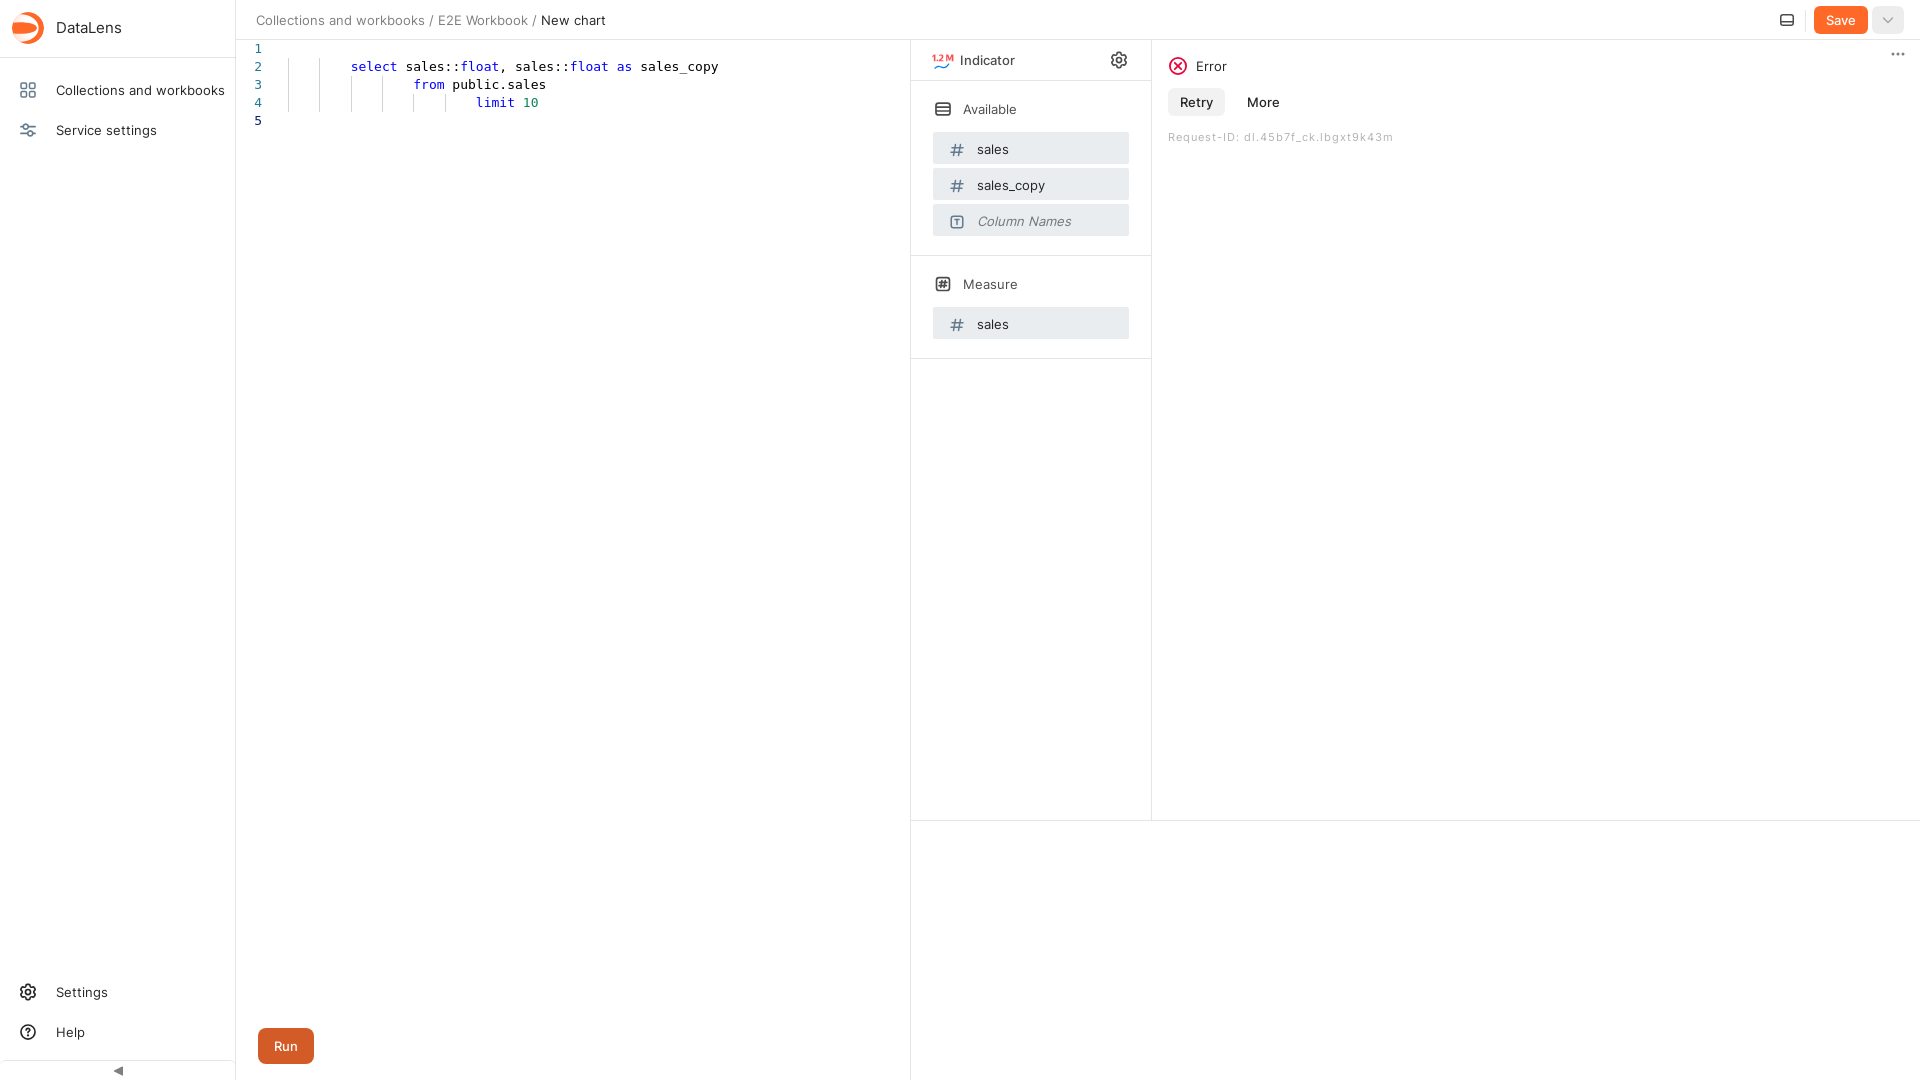 DataLens
Collections and workbooks
Service settings
Settings
Help
Collections and workbooks / E2E Workbook / New chart
Save
1
2 select sales::float, sales::float as sales_copy
3 from public.sales
4 limit 10
5
Run
1.2M Indicator
Available
sales
sales_copy
Column Names
Measure
sales
Error
Retry More
Request-ID: dl.45b7f_ck.lbgxt9k43m